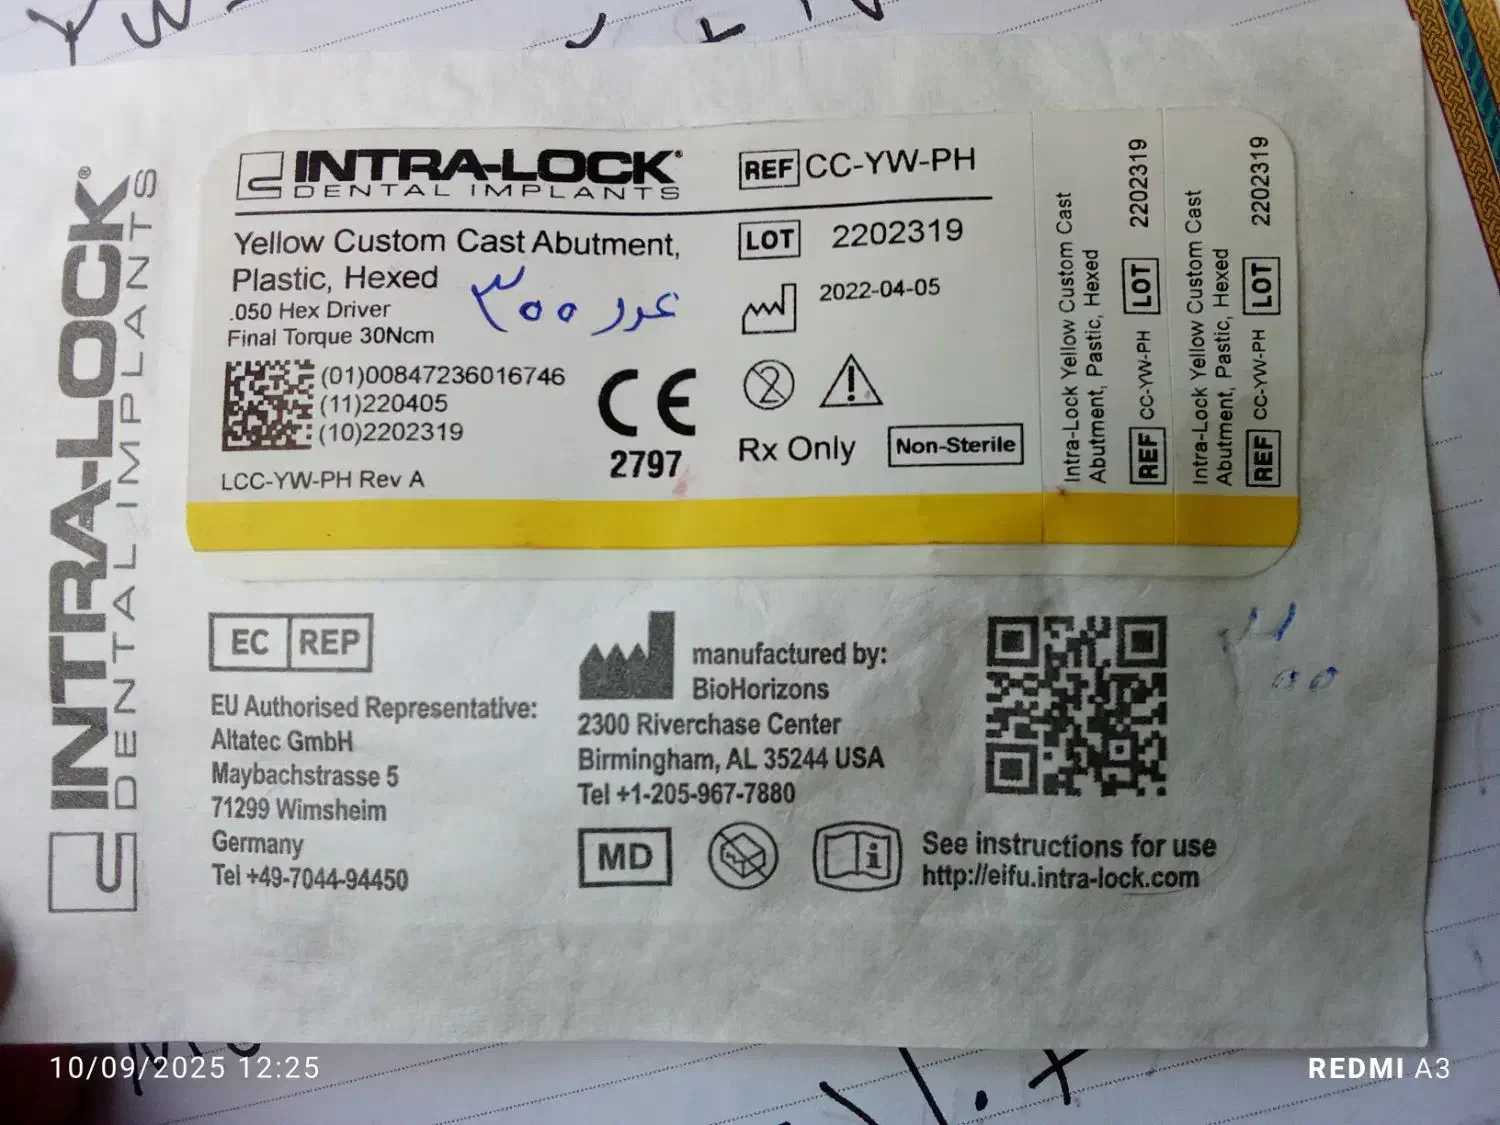 INTRA-LOCK®
DENTAL IMPLANTS
INTRA-LOCK®
DENTAL IMPLANTS
REF CC-YW-PH
Yellow Custom Cast Abutment,
Plastic, Hexed
.050 Hex Driver
Final Torque 30Ncm
۳۰۰ عدد
LOT 2202319
2022-04-05
(01)00847236016746
(11)220405
(10)2202319
LCC-YW-PH Rev A
CE
2797
2
Rx Only
Non-Sterile
Intra-Lock Yellow Custom Cast
Abutment, Pastic, Hexed
REF CC-YW-PH LOT 2202319
Intra-Lock Yellow Custom Cast
Abutment, Pastic, Hexed
REF CC-YW-PH LOT 2202319
EC REP
EU Authorised Representative:
Altatec GmbH
Maybachstrasse 5
71299 Wimsheim
Germany
Tel +49-7044-94450
manufactured by:
BioHorizons
2300 Riverchase Center
Birmingham, AL 35244 USA
Tel +1-205-967-7880
MD
See instructions for use
http://eifu.intra-lock.com
10/09/2025 12:25
REDMI A3